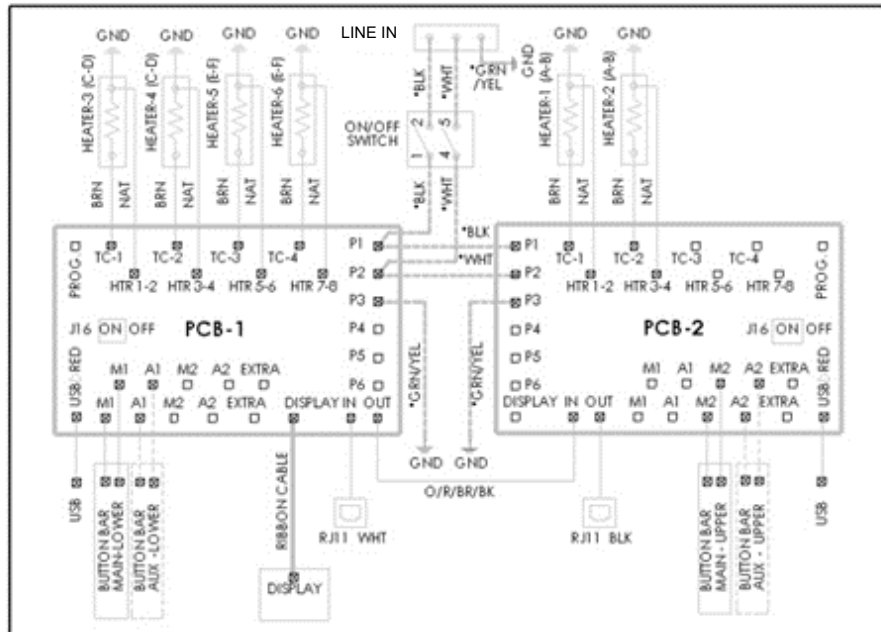 GND GND GND GND LINE IN GND GND
HEATER-3 (C-D)
HEATER-4 (C-D)
HEATER-5 (E-F)
HEATER-6 (E-F)
*BLK
*WHT
*GRN
/YEL
GND
HEATER-1 (A-B)
HEATER-2 (A-B)
ON/OFF
SWITCH
2 5
1 4
BRN NAT BRN NAT BRN NAT BRN NAT
*BLK *WHT
BRN NAT BRN NAT
*BLK
*WHT
PROG.
TC-1 TC-2 TC-3 TC-4
HTR 1-2 HTR 3-4 HTR 5-6 HTR 7-8
P1
P2
P3
P4
P5
P6
J16 ON OFF
PCB-1
USB/RED
M1 A1 M2 A2 EXTRA
M1 A1 M2 A2 EXTRA DISPLAY IN OUT
*GRN/YEL
*GRN/YEL
P1
P2
P3
P4
P5
P6
TC-1 TC-2 TC-3 TC-4
HTR 1-2 HTR 3-4 HTR 5-6 HTR 7-8
PROG.
PCB-2
J16 ON OFF
USB/RED
M1 A1 M2 A2 EXTRA
DISPLAY IN OUT M1 A1 M2 A2 EXTRA
GND GND
O/R/BR/BK
USB
BUTTON BAR
MAIN-LOWER
BUTTON BAR
AUX -LOWER
RIBBON CABLE
DISPLAY
RJ11 WHT
RJ11 BLK
BUTTON BAR
MAIN - UPPER
BUTTON BAR
AUX - UPPER
USB